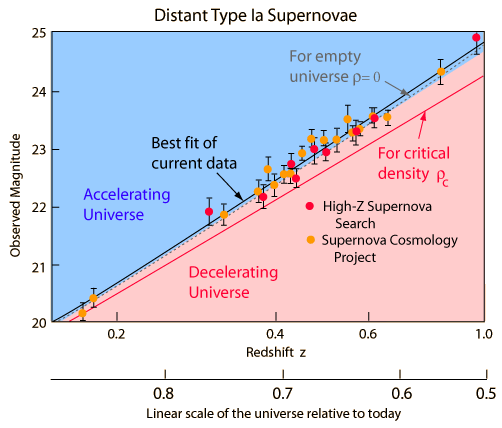 Distant Type Ia Supernovae
25
24
23
22
21
20
Observed Magnitude
For empty
universe ρ= 0
Best fit of
current data
For critical
density ρc
Accelerating
Universe
High-Z Supernova
Search
Supernova Cosmology
Project
Decelerating
Universe
0.2
0.4
0.6
1.0
Redshift z
0.8
0.7
0.6
0.5
Linear scale of the universe relative to today